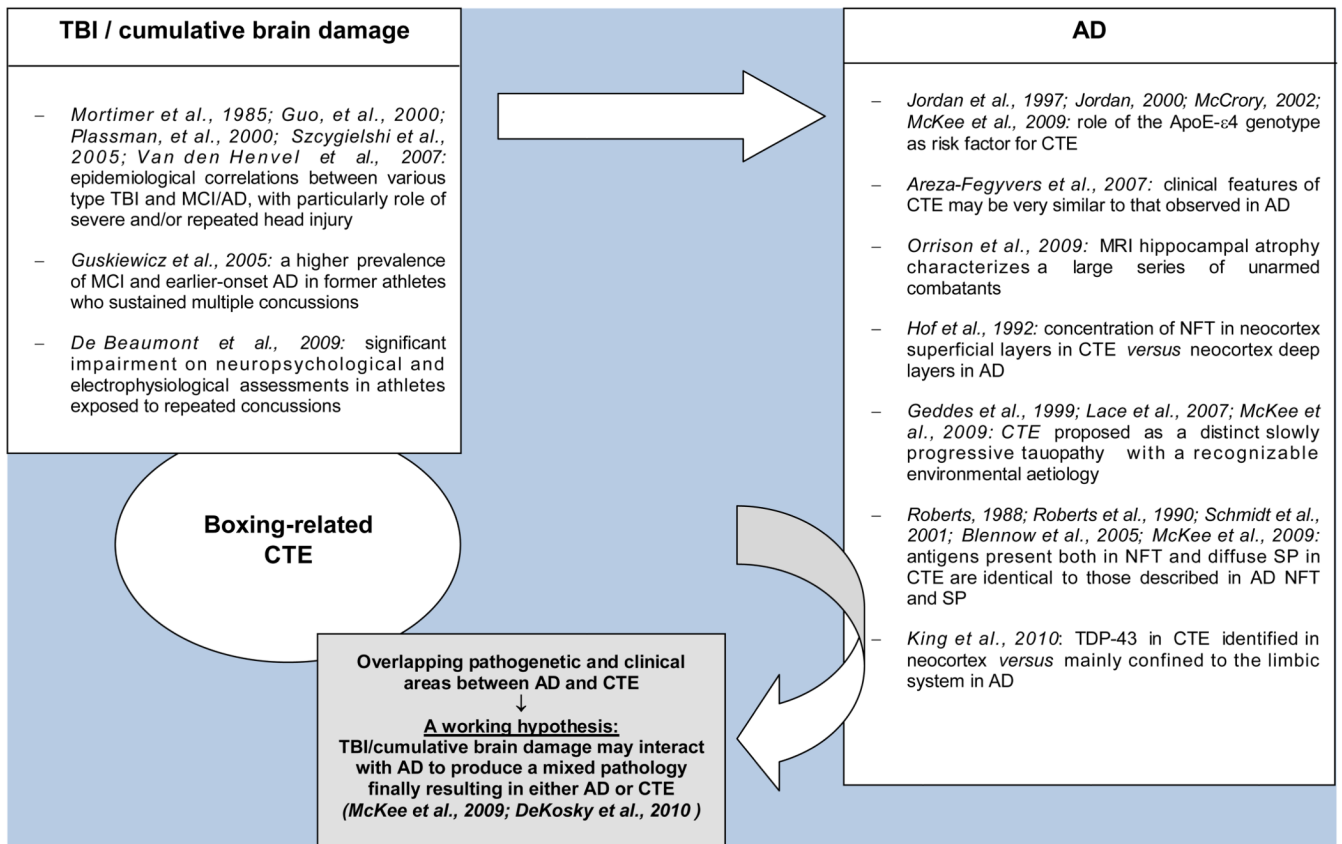 TBI / cumulative brain damage
– Mortimer et al., 1985; Guo, et al., 2000;
Plassman, et al., 2000; Szcygielshi et al.,
2005; Van den Henvel et al., 2007:
epidemiological correlations between various
type TBI and MCI/AD, with particularly role of
severe and/or repeated head injury
– Guskiewicz et al., 2005: a higher prevalence
of MCI and earlier-onset AD in former athletes
who sustained multiple concussions
– De Beaumont et al., 2009: significant
impairment on neuropsychological and
electrophysiological assessments in athletes
exposed to repeated concussions
Boxing-related
CTE
Overlapping pathogenetic and clinical
areas between AD and CTE
↓
A working hypothesis:
TBI/cumulative brain damage may interact
with AD to produce a mixed pathology
finally resulting in either AD or CTE
(McKee et al., 2009; DeKosky et al., 2010 )
AD
– Jordan et al., 1997; Jordan, 2000; McCrory, 2002;
McKee et al., 2009: role of the ApoE-ε4 genotype
as risk factor for CTE
– Areza-Fegyvers et al., 2007: clinical features of
CTE may be very similar to that observed in AD
– Orrison et al., 2009: MRI hippocampal atrophy
characterizes a large series of unarmed
combatants
– Hof et al., 1992: concentration of NFT in neocortex
superficial layers in CTE versus neocortex deep
layers in AD
– Geddes et al., 1999; Lace et al., 2007; McKee et
al., 2009: CTE proposed as a distinct slowly
progressive tauopathy with a recognizable
environmental aetiology
– Roberts, 1988; Roberts et al., 1990; Schmidt et al.,
2001; Blennow et al., 2005; McKee et al., 2009:
antigens present both in NFT and diffuse SP in
CTE are identical to those described in AD NFT
and SP
– King et al., 2010: TDP-43 in CTE identified in
neocortex versus mainly confined to the limbic
system in AD